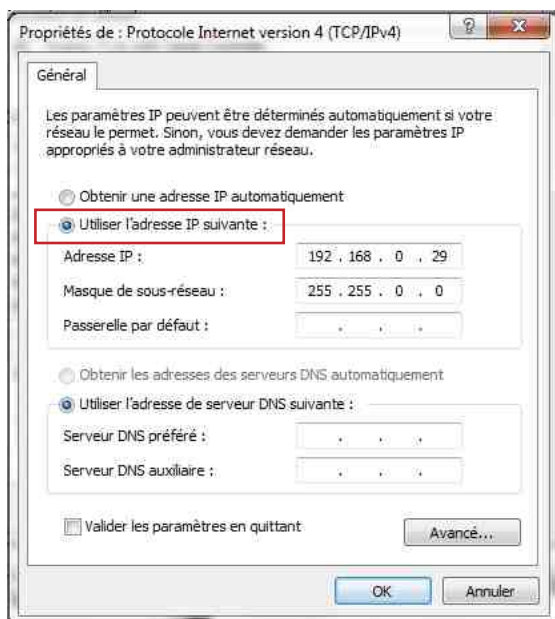 Propriétés de : Protocole Internet version 4 (TCP/IPv4)
Général
Les paramètres IP peuvent être déterminés automatiquement si votre
réseau le permet. Sinon, vous devez demander les paramètres IP
appropriés à votre administrateur réseau.
Obtenir une adresse IP automatiquement
Utiliser l'adresse IP suivante :
Adresse IP : 192 . 168 . 0 . 29
Masque de sous-réseau : 255 . 255 . 0 . 0
Passerelle par défaut : . . .
Obtenir les adresses des serveurs DNS automatiquement
Utiliser l'adresse de serveur DNS suivante :
Serveur DNS préféré : . . .
Serveur DNS auxiliaire : . . .
Valider les paramètres en quittant
Avancé...
OK Annuler